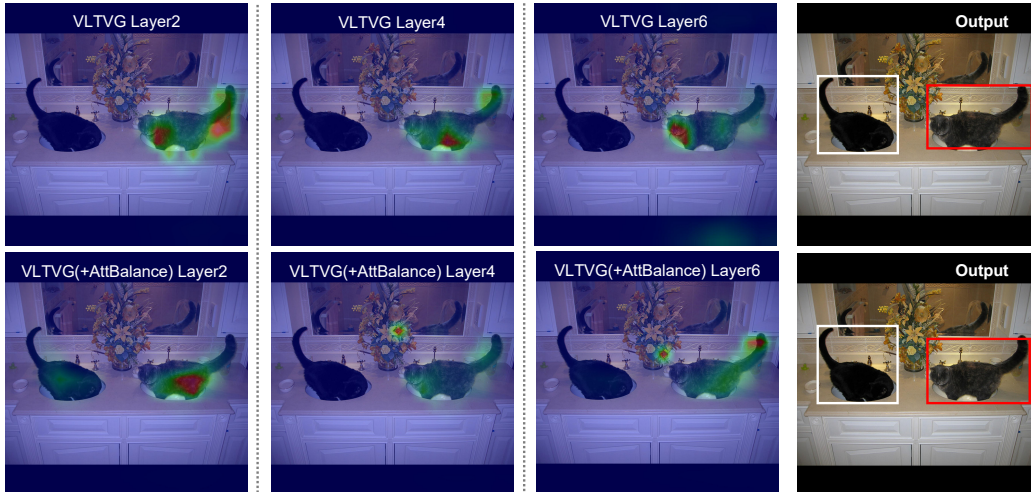 VLTVG Layer2
VLTVG Layer4
VLTVG Layer6
Output
VLTVG(+AttBalance) Layer2
VLTVG(+AttBalance) Layer4
VLTVG(+AttBalance) Layer6
Output